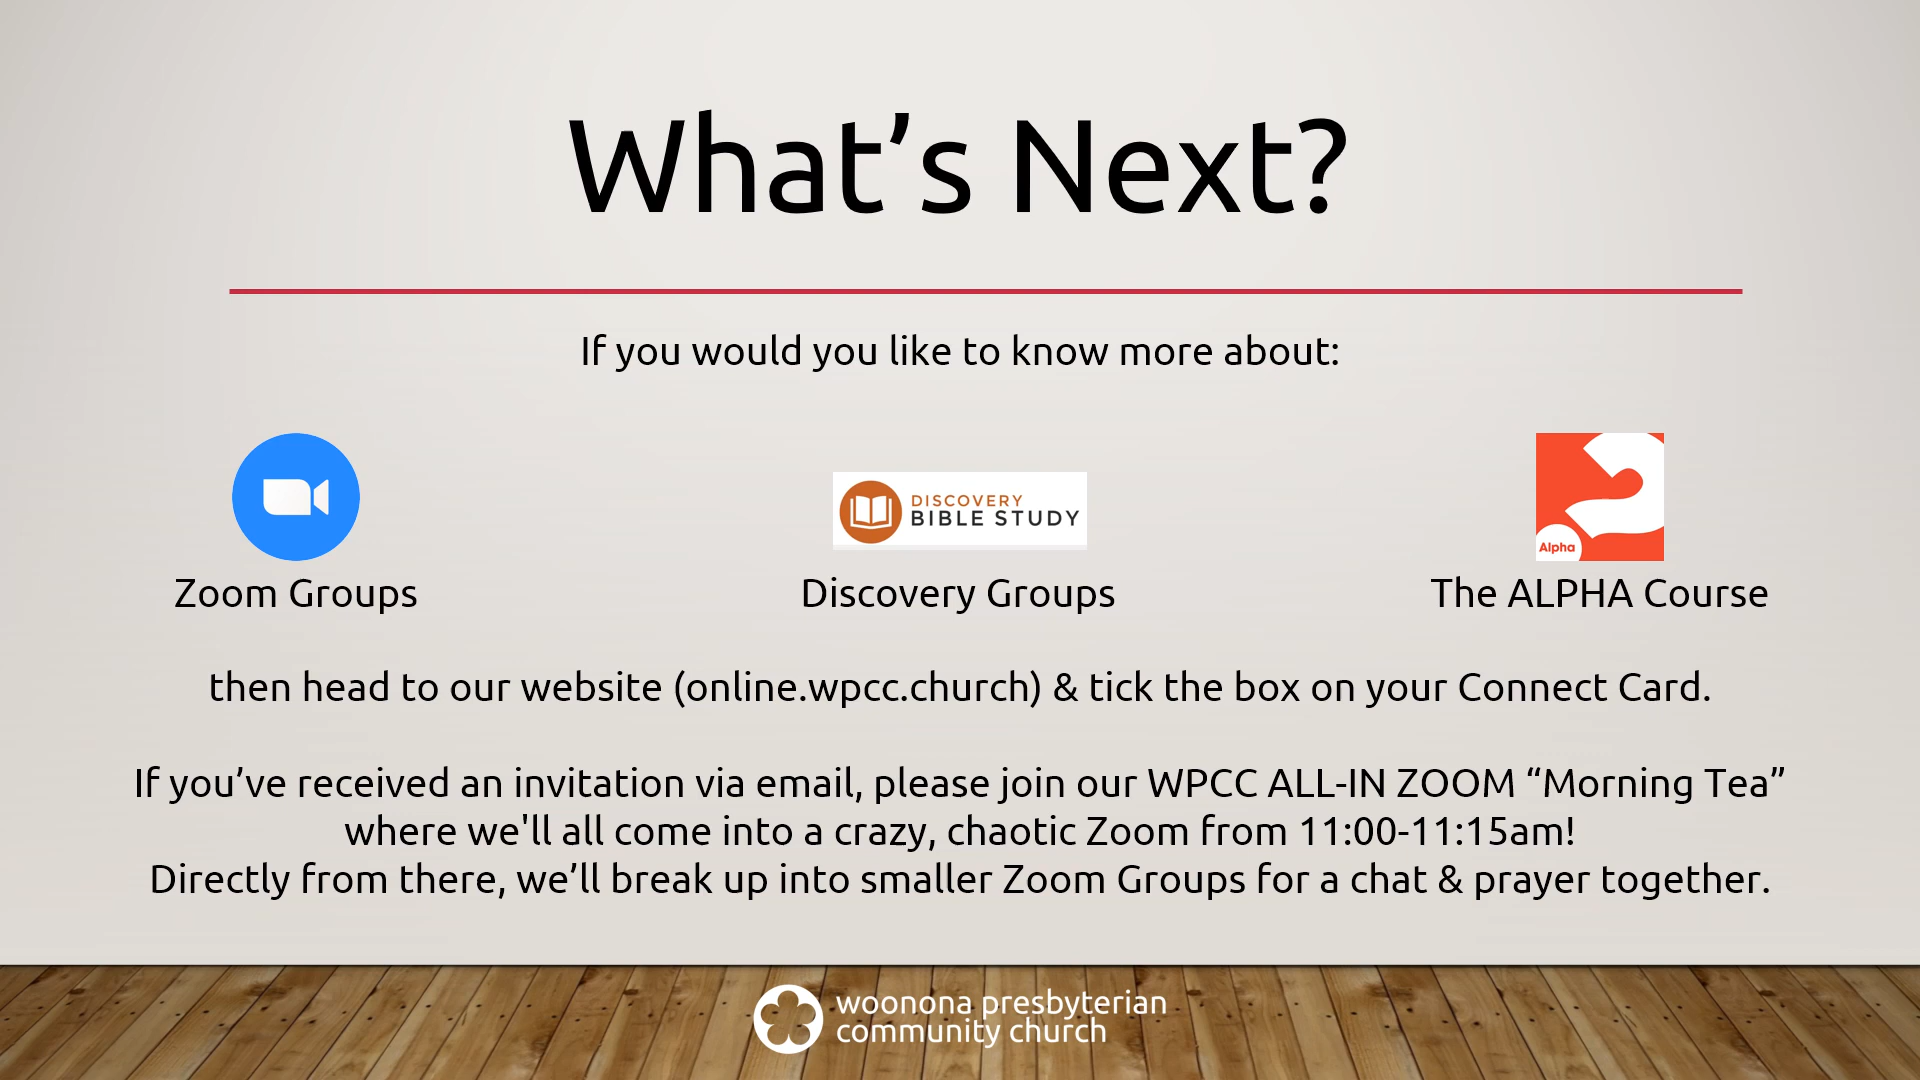 What’s Next?
If you would you like to know more about:
DISCOVERY
BIBLE STUDY
Alpha
Zoom Groups
Discovery Groups
The ALPHA Course
then head to our website (online.wpcc.church) & tick the box on your Connect Card.
If you’ve received an invitation via email, please join our WPCC ALL-IN ZOOM “Morning Tea”
where we'll all come into a crazy, chaotic Zoom from 11:00-11:15am!
Directly from there, we’ll break up into smaller Zoom Groups for a chat & prayer together.
woonona presbyterian
community church